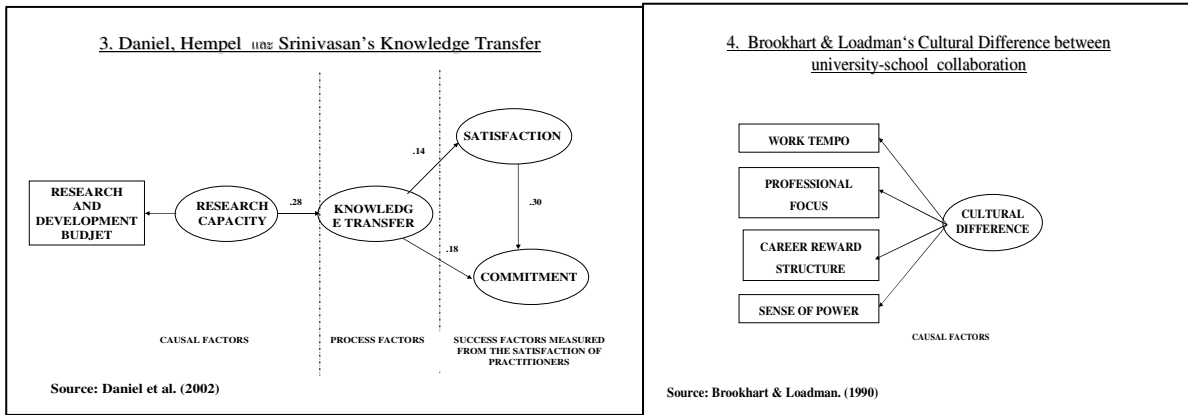 3. Daniel, Hempel และ Srinivasan's Knowledge Transfer
SATISFACTION
.14
RESEARCH
AND
DEVELOPMENT
BUDJET
RESEARCH
CAPACITY
.28
KNOWLEDG
E TRANSFER
.30
.18
COMMITMENT
CAUSAL FACTORS
PROCESS FACTORS
SUCCESS FACTORS MEASURED
FROM THE SATISFACTION OF
PRACTITIONERS
Source: Daniel et al. (2002)
4. Brookhart & Loadman's Cultural Difference between
university-school collaboration
WORK TEMPO
PROFESSIONAL
FOCUS
CULTURAL
DIFFERENCE
CAREER REWARD
STRUCTURE
SENSE OF POWER
CAUSAL FACTORS
Source: Brookhart & Loadman. (1990)